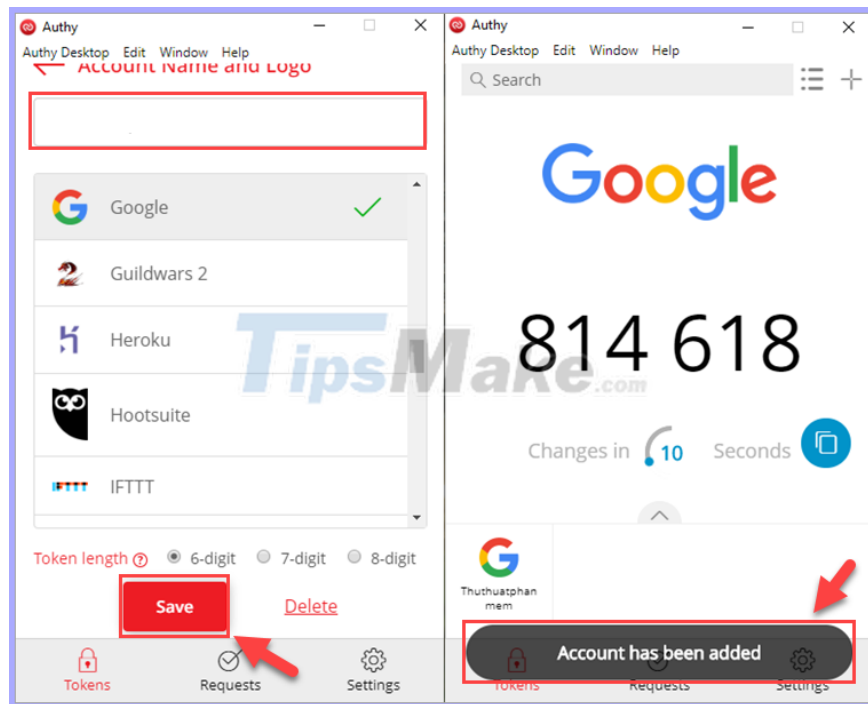 Authy
Authy Desktop Edit Window Help
Account Name and Logo
Google
Guildwars 2
Heroku
Hootsuite
IFTTT
IFTTT
Token length ? 6-digit 7-digit 8-digit
Save Delete
Tokens Requests Settings
Authy
Authy Desktop Edit Window Help
Search
Google
814 618
Changes in 10 Seconds
Thuthuatphan
mem
Account has been added
Tokens Requests Settings
TipsMake.com